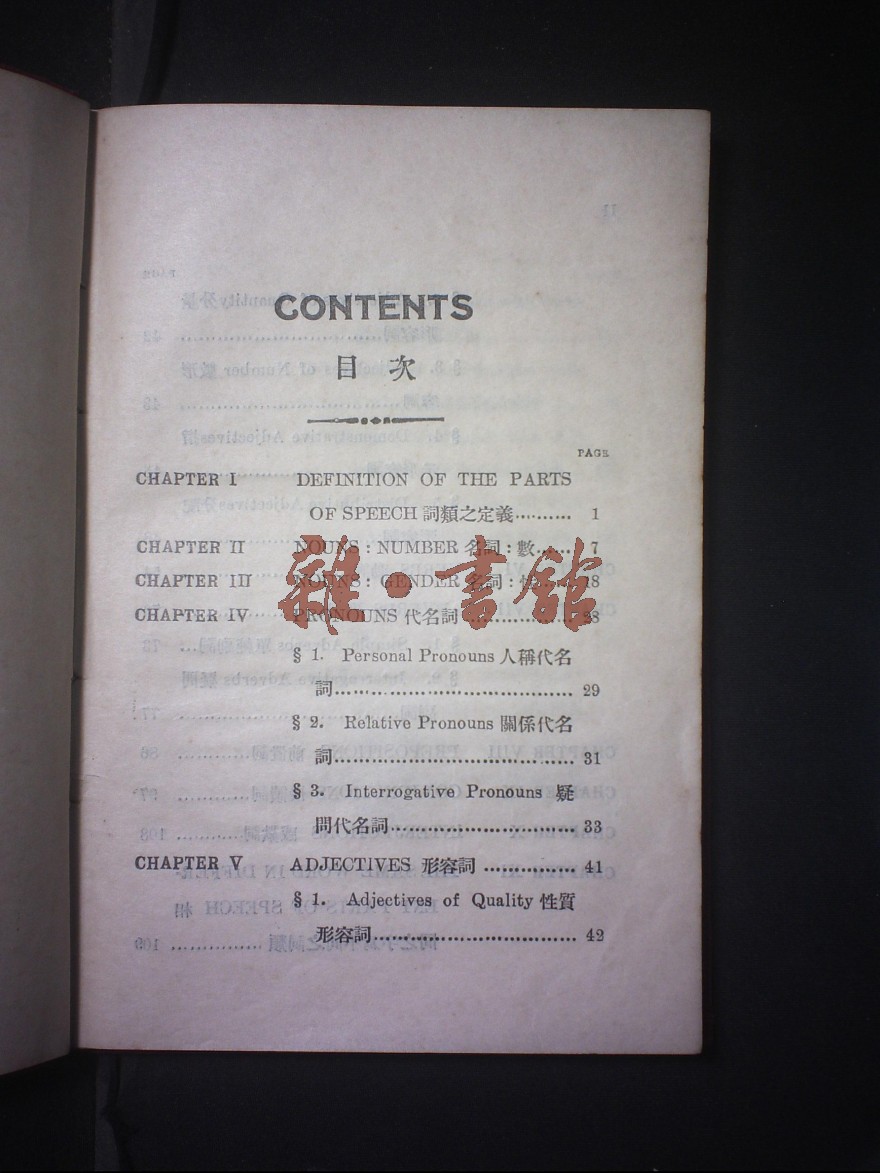 CONTENTS
目次
PAGE
CHAPTER I DEFINITION OF THE PARTS
OF SPEECH 詞類之定義.......... 1
CHAPTER II NOUNS : NUMBER 名詞 : 數...... 7
CHAPTER III NOUNS : GENDER 名詞 : 性... 18
CHAPTER IV PRONOUNS 代名詞.................. 28
§ 1. Personal Pronouns 人稱代名
詞........................................ 29
§ 2. Relative Pronouns 關係代名
詞........................................ 31
§ 3. Interrogative Pronouns 疑
問代名詞.............................. 33
CHAPTER V ADJECTIVES 形容詞 ................ 41
§ 1. Adjectives of Quality 性質
形容詞.................................. 42
雜·書館